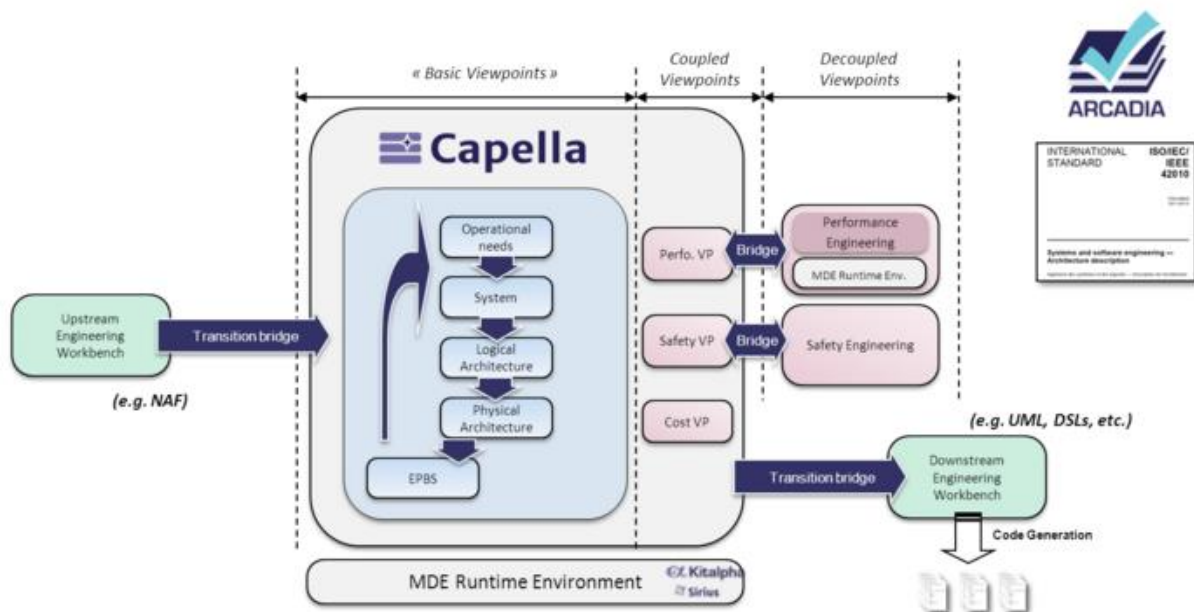 « Basic Viewpoints »
Coupled
Viewpoints
Decoupled
Viewpoints
ARCADIA
INTERNATIONAL
STANDARD
ISO/IEC/
IEEE
42010
Systems and software engineering —
Architecture description
Capella
Operational
needs
System
Logical
Architecture
Physical
Architecture
EPBS
Perfo. VP
Bridge
Performance
Engineering
MDE Runtime Env.
Safety VP
Bridge
Safety Engineering
Cost VP
Upstream
Engineering
Workbench
Transition bridge
(e.g. NAF)
(e.g. UML, DSLs, etc.)
Transition bridge
Downstream
Engineering
Workbench
Code Generation
MDE Runtime Environment
Kitalpha
Sirius